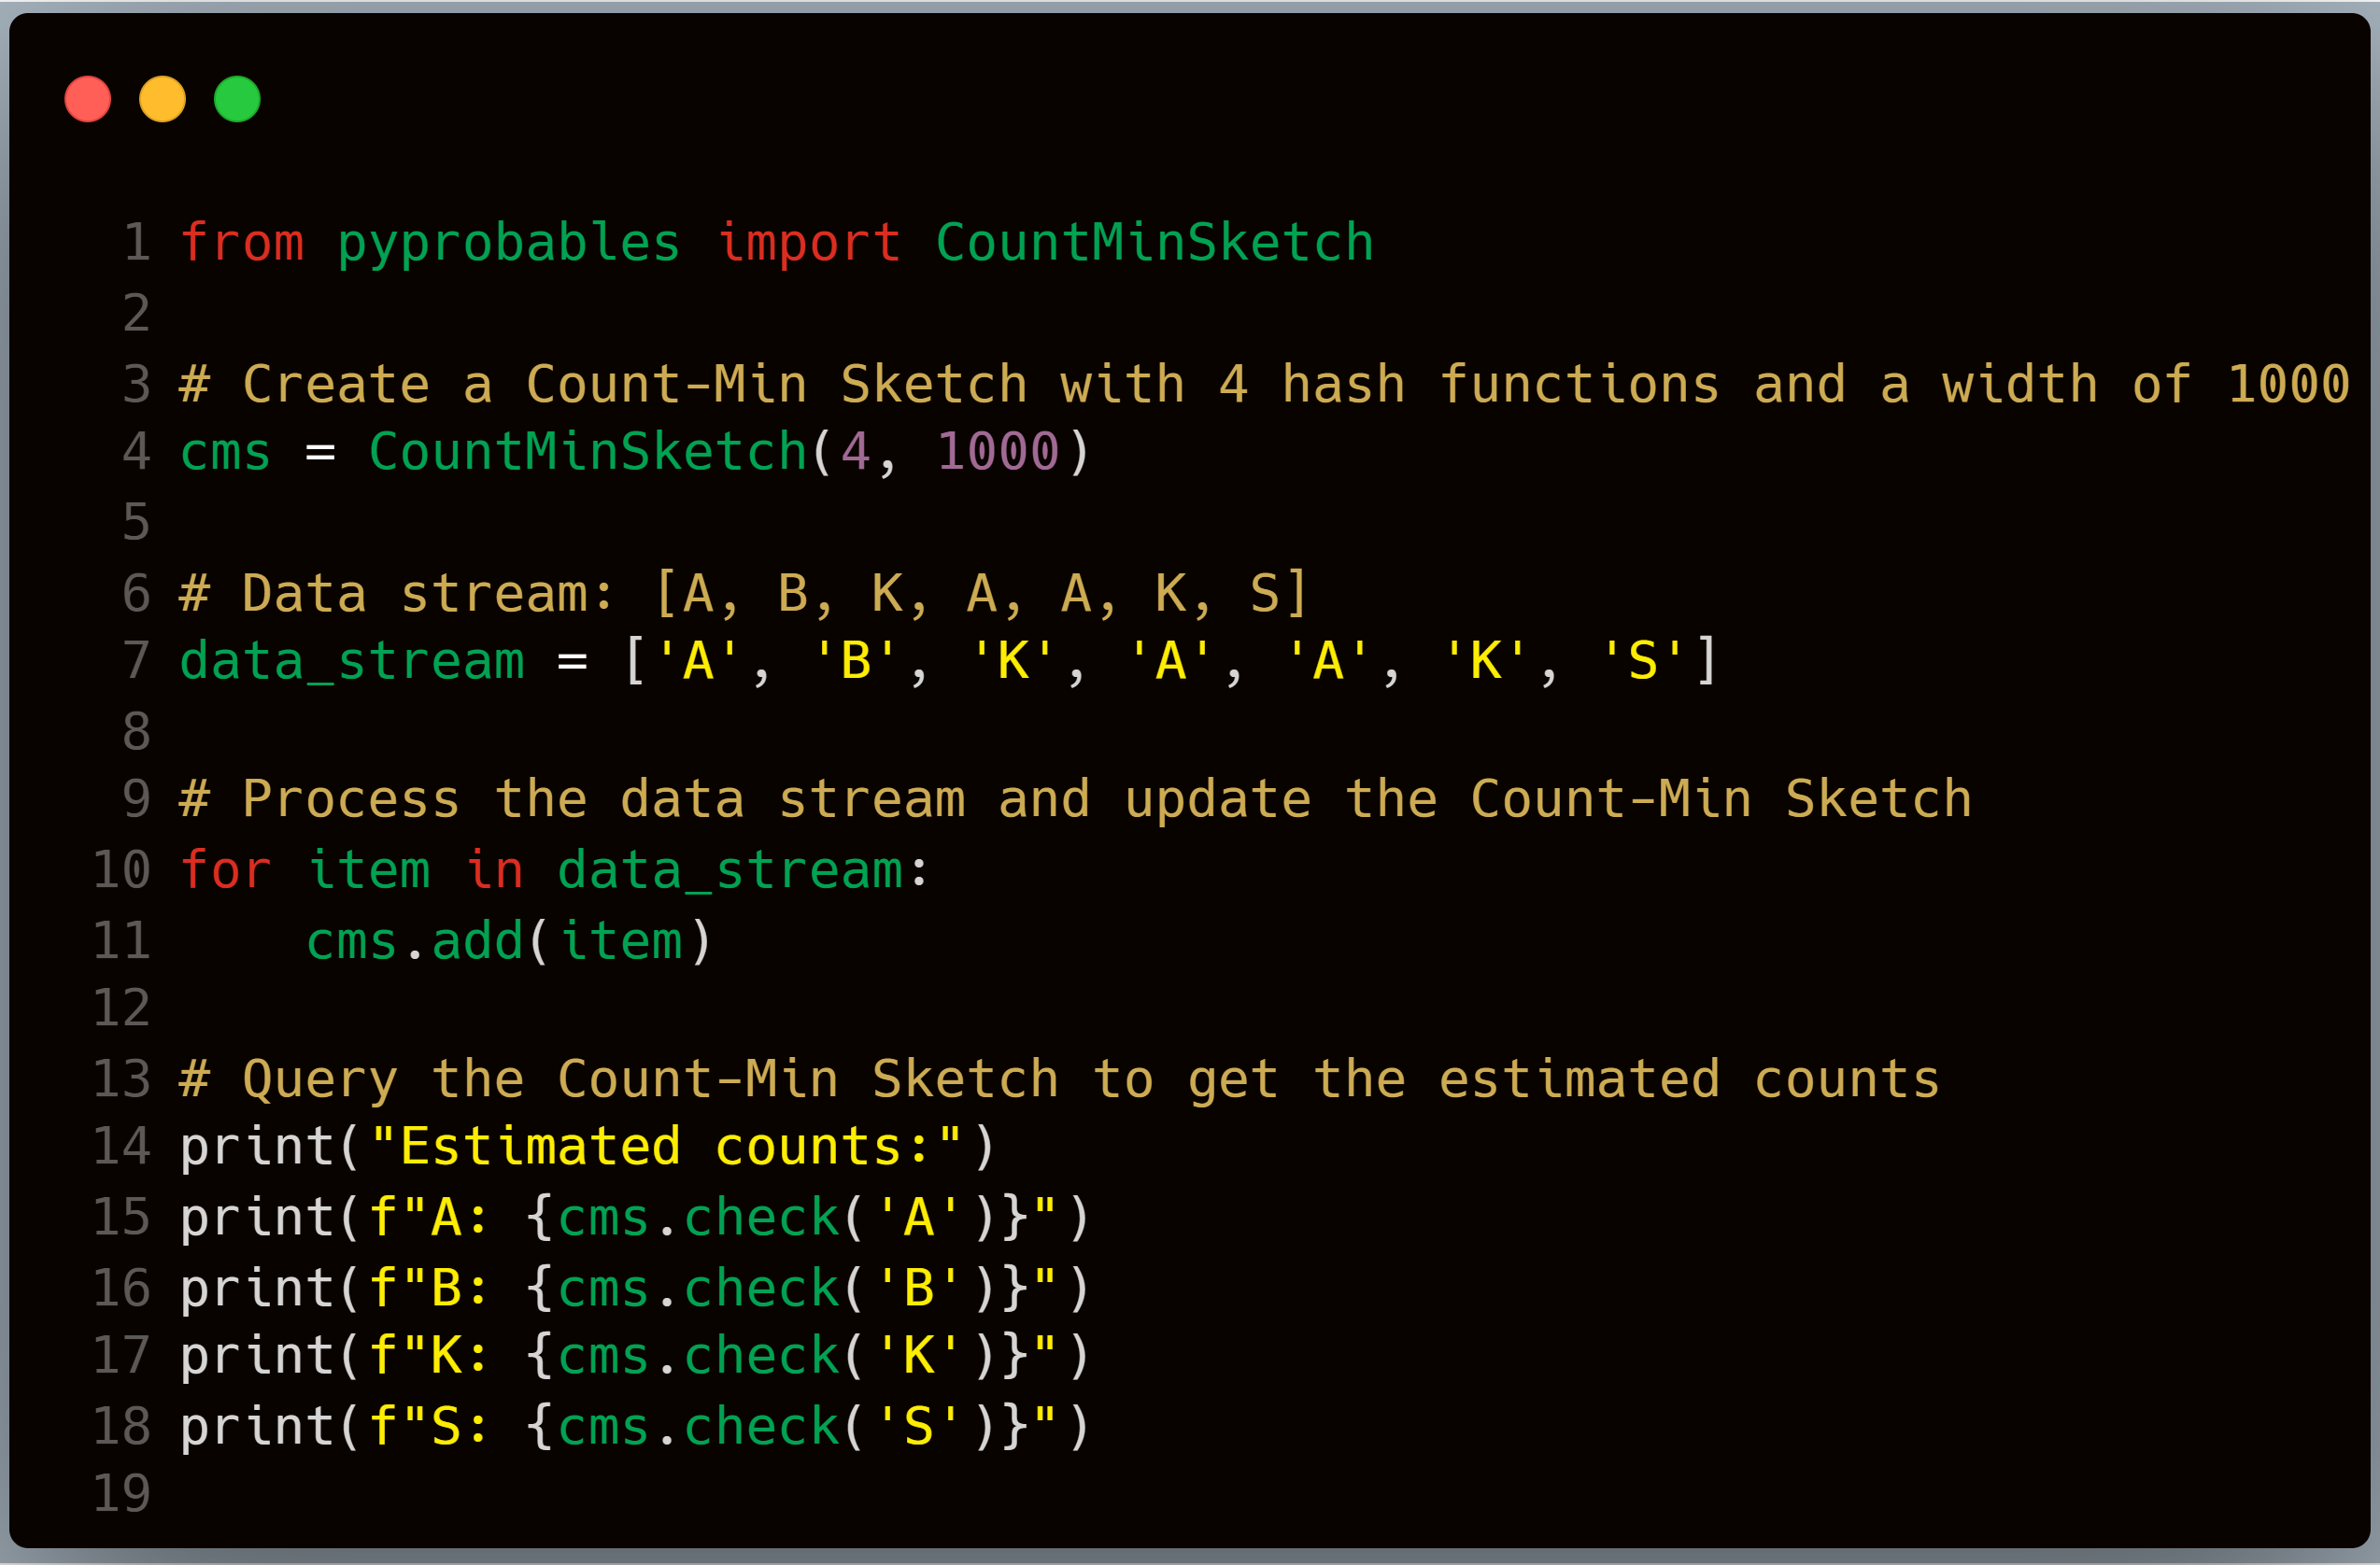 1 from pyprobables import CountMinSketch
2
3 # Create a Count-Min Sketch with 4 hash functions and a width of 1000
4 cms = CountMinSketch(4, 1000)
5
6 # Data stream: [A, B, K, A, A, K, S]
7 data_stream = ['A', 'B', 'K', 'A', 'A', 'K', 'S']
8
9 # Process the data stream and update the Count-Min Sketch
10 for item in data_stream:
11     cms.add(item)
12
13 # Query the Count-Min Sketch to get the estimated counts
14 print("Estimated counts:")
15 print(f"A: {cms.check('A')}")
16 print(f"B: {cms.check('B')}")
17 print(f"K: {cms.check('K')}")
18 print(f"S: {cms.check('S')}")
19